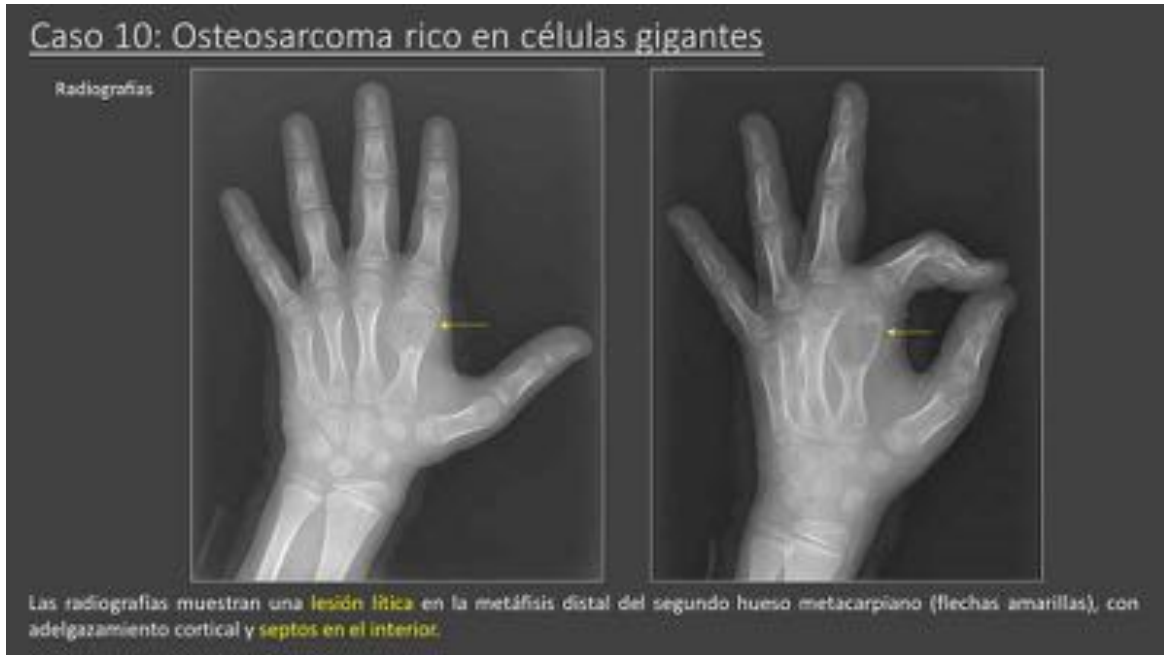 Caso 10: Osteosarcoma rico en células gigantes
Radiografías
Las radiografías muestran una lesión lítica en la metáfisis distal del segundo hueso metacarpiano (flechas amarillas), con
adelgazamiento cortical y septos en el interior.